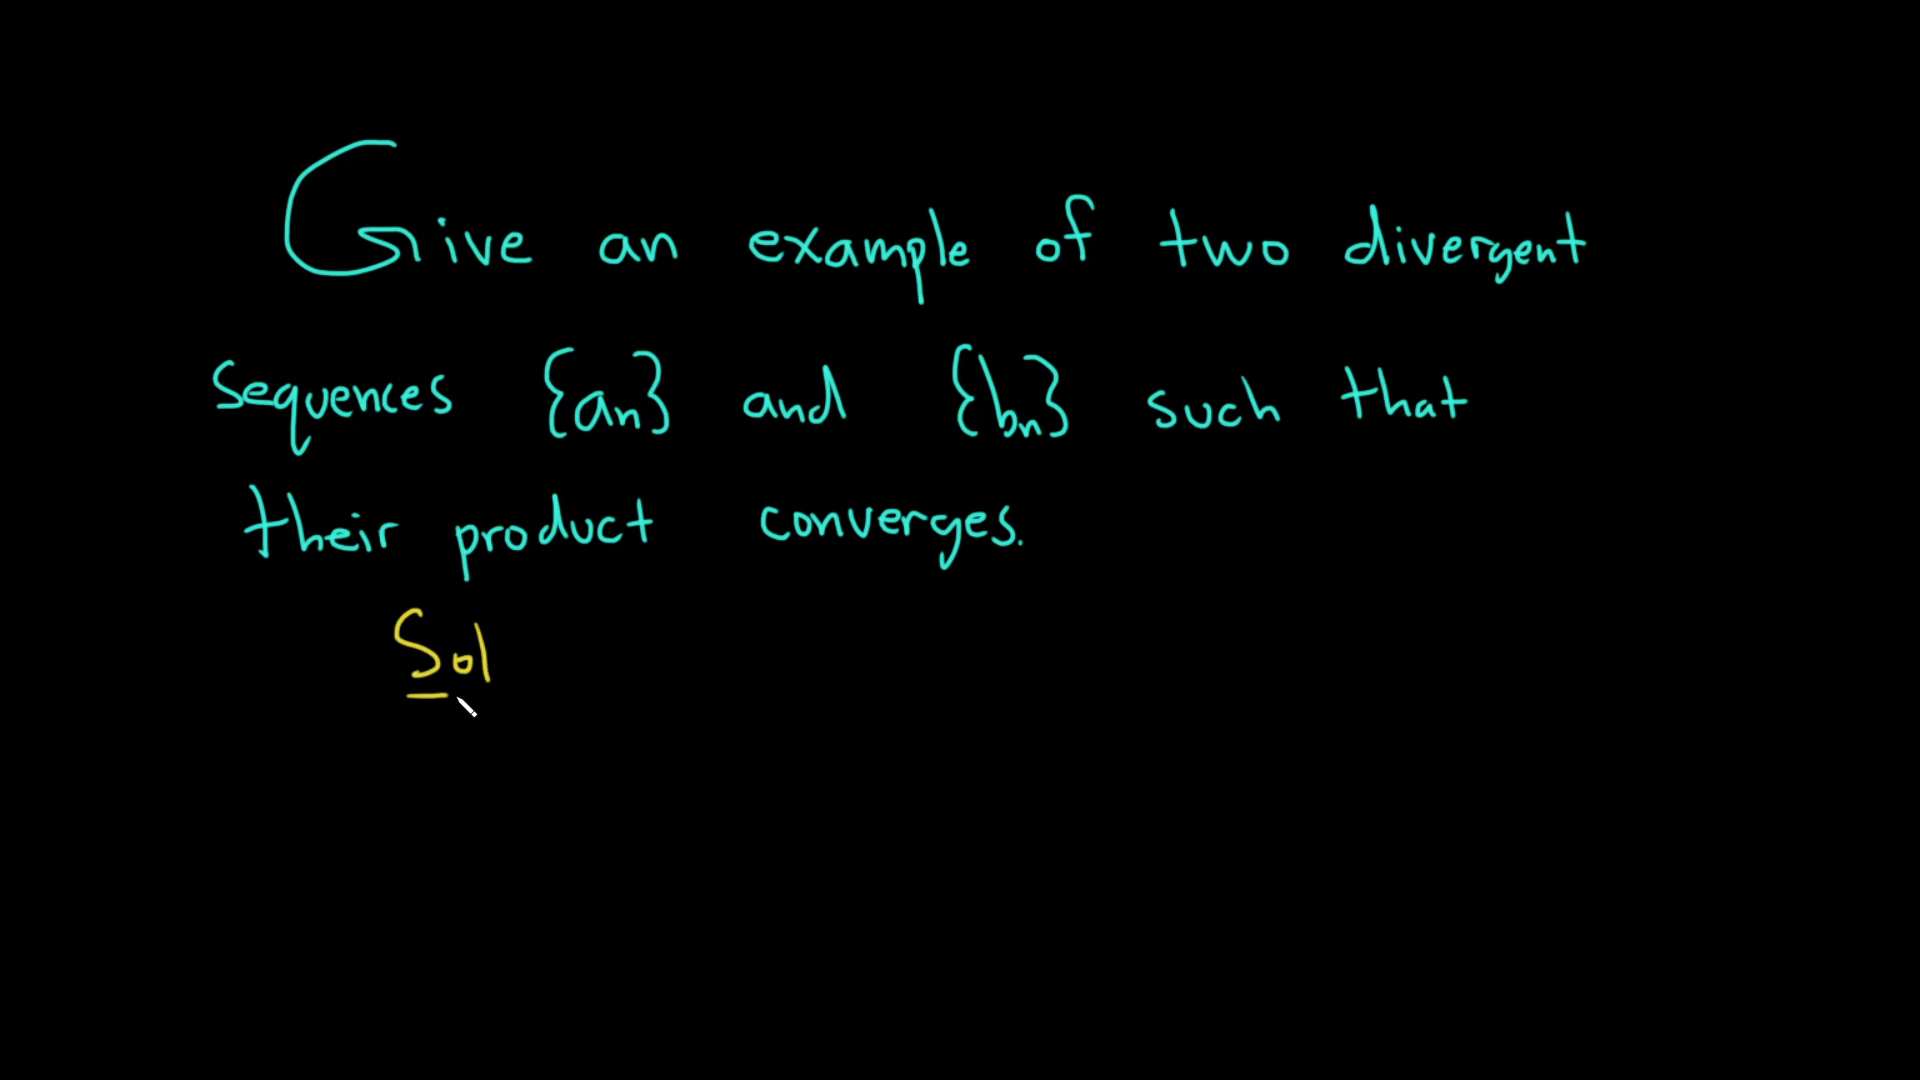 Give an example of two divergent
sequences {an} and {bn} such that
their product converges.
Sol